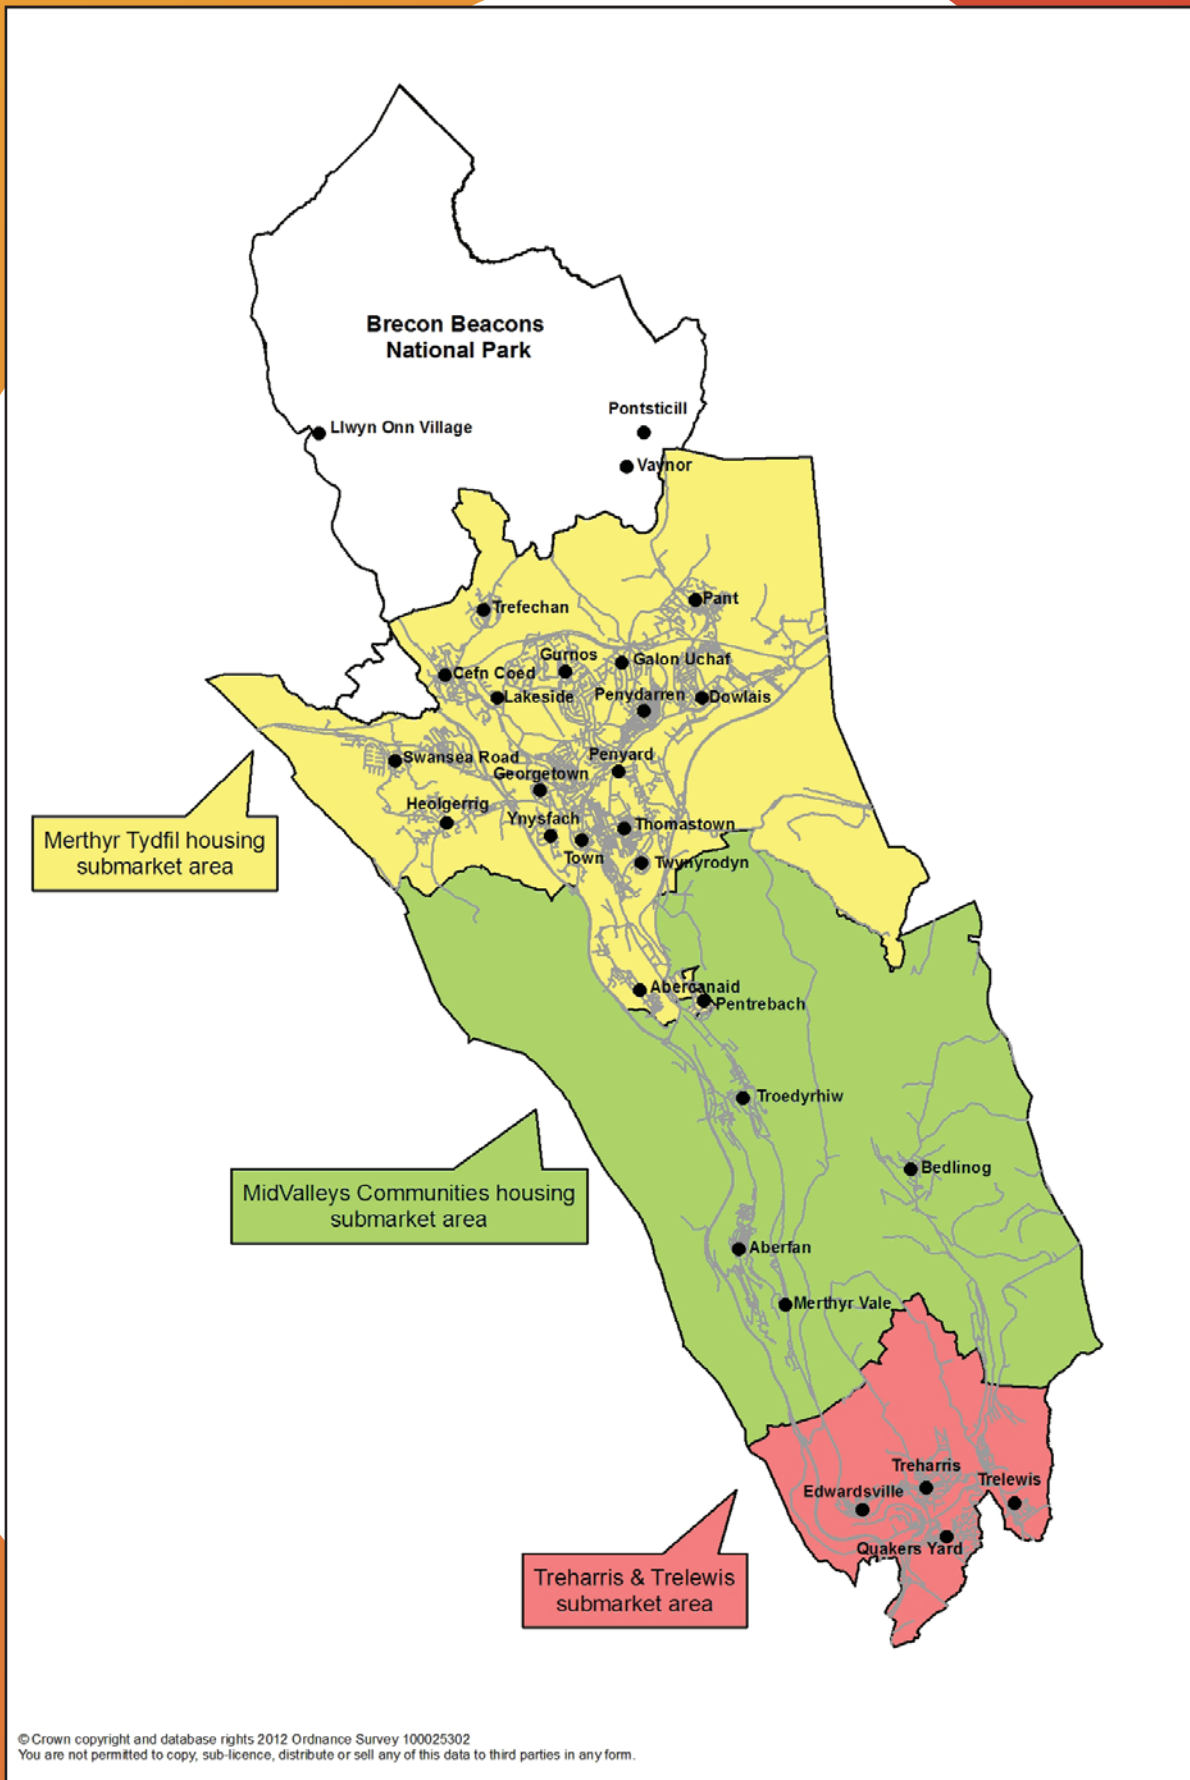 Brecon Beacons
National Park
Pontsticill
Llwyn Onn Village
Vaynor
Trefechan
Pant
Gurnos
Galon Uchaf
Cefn Coed
Lakeside
Penydarren
Dowlais
Swansea Road
Penyard
Georgetown
Heolgerrig
Ynysfach
Thomastown
Town
Twynyrodyn
Merthyr Tydfil housing
submarket area
Abercanaid
Pentrebach
Troedyrhiw
Bedlinog
MidValleys Communities housing
submarket area
Aberfan
Merthyr Vale
Treharris
Trelewis
Edwardsville
Quakers Yard
Treharris & Trelewis
submarket area
© Crown copyright and database rights 2012 Ordnance Survey 100025302
You are not permitted to copy, sub-licence, distribute or sell any of this data to third parties in any form.